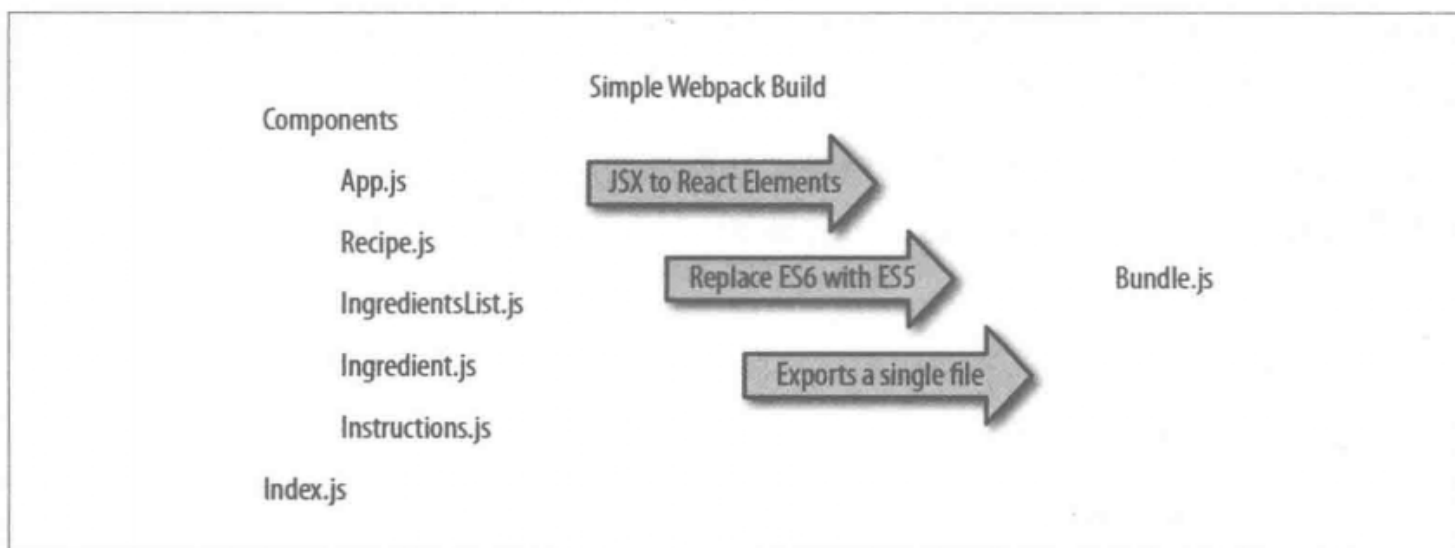 Simple Webpack Build
Components
App.js
Recipe.js
IngredientsList.js
Ingredient.js
Instructions.js
Index.js
JSX to React Elements
Replace ES6 with ES5
Exports a single file
Bundle.js